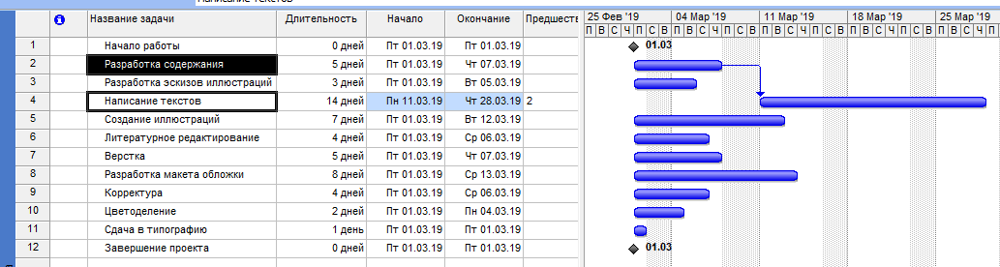 Название задачи Длительность Начало Окончание Предшеств 25 Фев '19 04 Мар '19 11 Мар '19 18 Мар '19 25 Мар '19
П В С Ч П С В П В С Ч П С В П В С Ч П С В П В С Ч П С В П В С Ч П
1 Начало работы 0 дней Пт 01.03.19 Пт 01.03.19 01.03
2 Разработка содержания 5 дней Пт 01.03.19 Чт 07.03.19
3 Разработка эскизов иллюстраций 3 дней Пт 01.03.19 Вт 05.03.19
4 Написание текстов 14 дней Пн 11.03.19 Чт 28.03.19 2
5 Создание иллюстраций 7 дней Пт 01.03.19 Вт 12.03.19
6 Литературное редактирование 4 дней Пт 01.03.19 Ср 06.03.19
7 Верстка 5 дней Пт 01.03.19 Чт 07.03.19
8 Разработка макета обложки 8 дней Пт 01.03.19 Ср 13.03.19
9 Корректура 4 дней Пт 01.03.19 Ср 06.03.19
10 Цветоделение 2 дней Пт 01.03.19 Пн 04.03.19
11 Сдача в типографию 1 день Пт 01.03.19 Пт 01.03.19
12 Завершение проекта 0 дней Пт 01.03.19 Пт 01.03.19 01.03